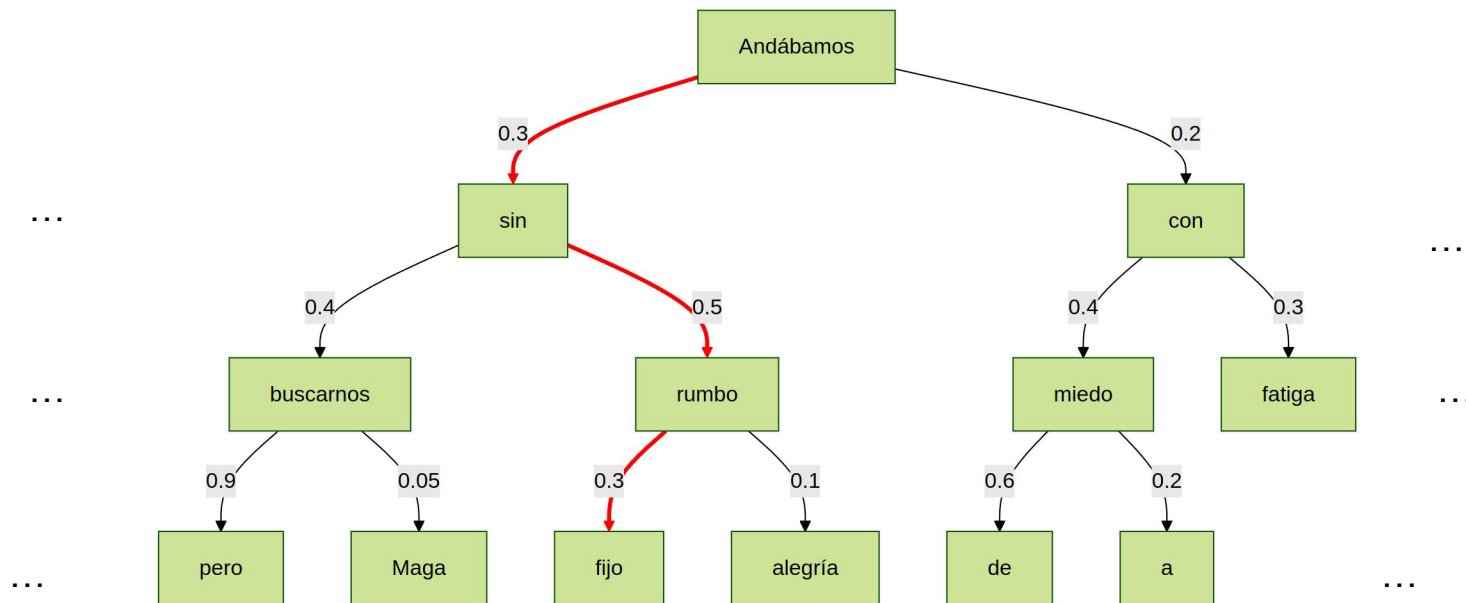 Andábamos
0.3 0.2
sin con
... ...
0.4 0.5 0.4 0.3
buscarnos rumbo miedo fatiga
... ...
0.9 0.05 0.3 0.1 0.6 0.2
pero Maga fijo alegría de a
... ...